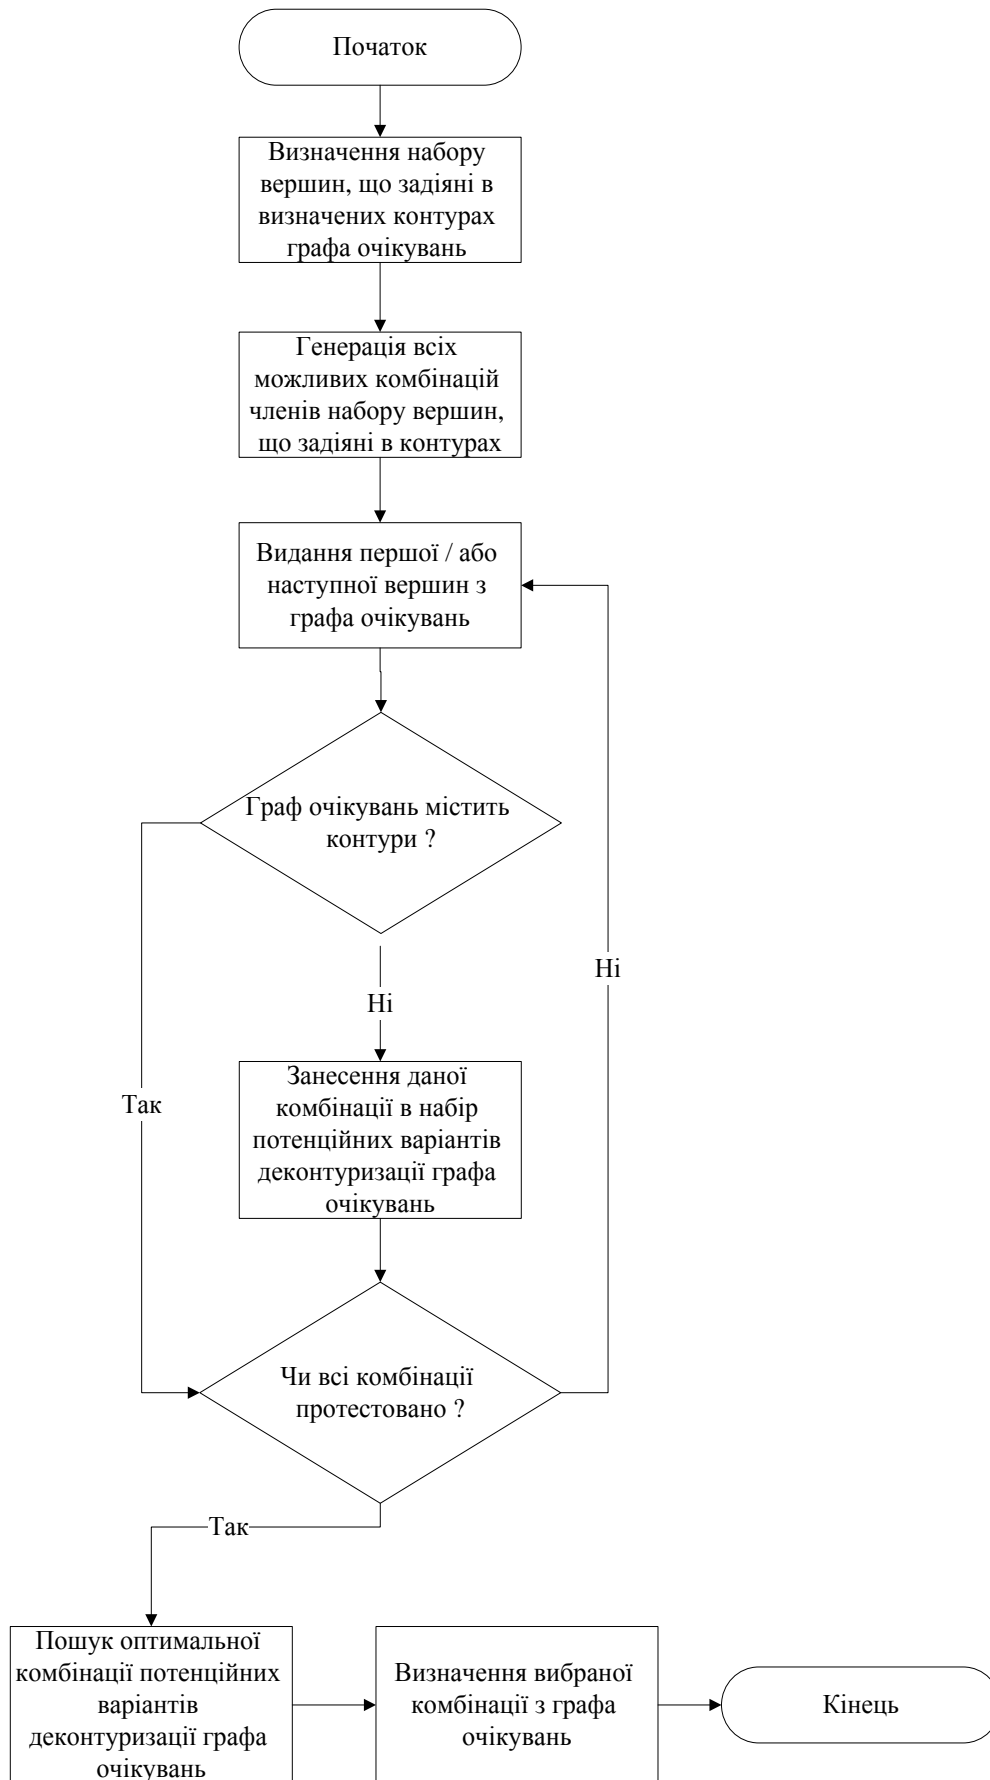 Початок
Визначення набору
вершин, що задіяні в
визначених контурах
графа очікувань
Генерація всіх
можливих комбінацій
членів набору вершин,
що задіяні в контурах
Видання першої / або
наступної вершин з
графа очікувань
Граф очікувань містить
контури ?
Ні
Ні
Так
Занесення даної
комбінації в набір
потенційних варіантів
деконтуризації графа
очікувань
Чи всі комбінації
протестовано ?
Так
Пошук оптимальної
комбінації потенційних
варіантів
деконтуризації графа
очікувань
Визначення вибраної
комбінації з графа
очікувань
Кінець